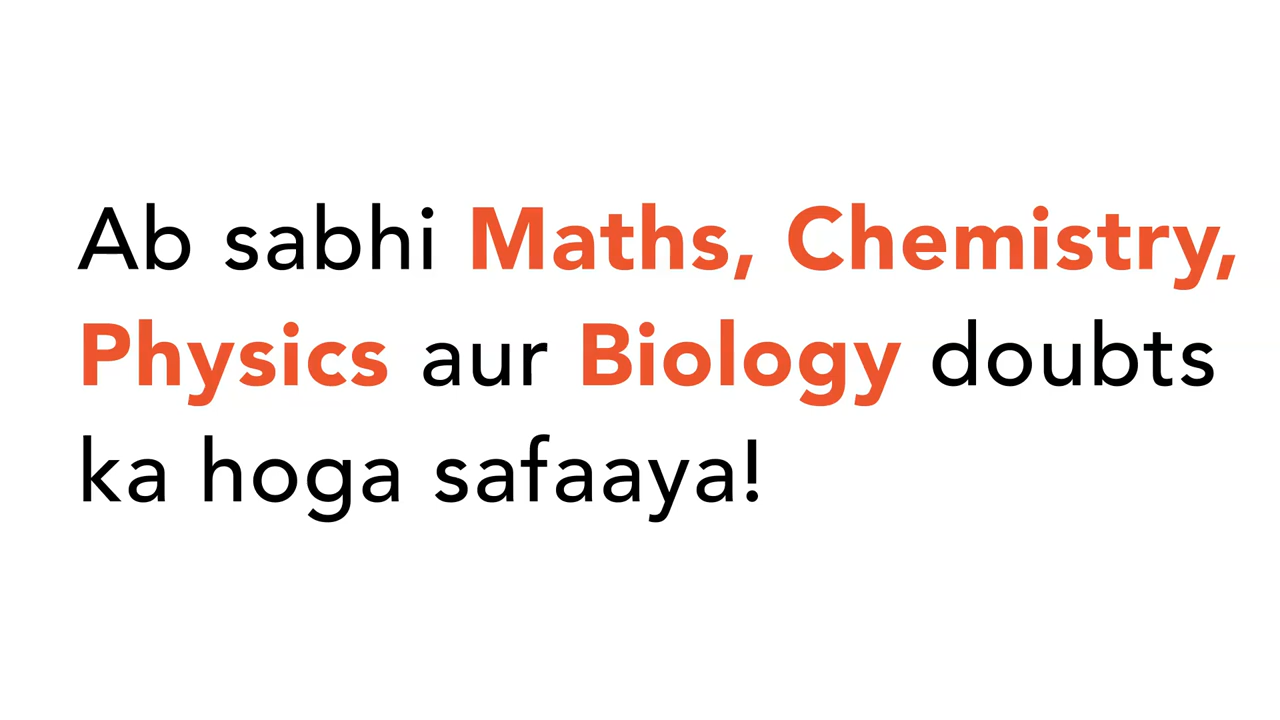 Ab sabhi Maths, Chemistry,
Physics aur Biology doubts
ka hoga safaaya!